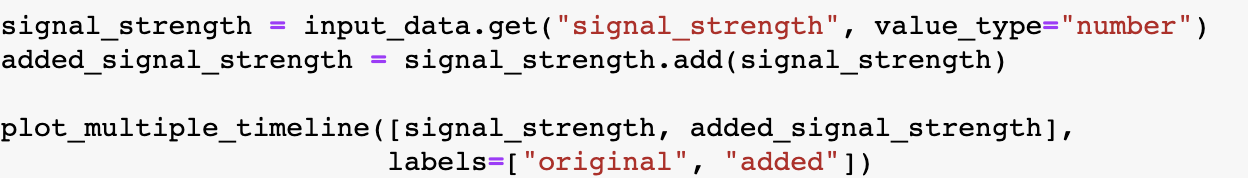 signal_strength = input_data.get("signal_strength", value_type="number")
added_signal_strength = signal_strength.add(signal_strength)
plot_multiple_timeline([signal_strength, added_signal_strength],
labels=["original", "added"])